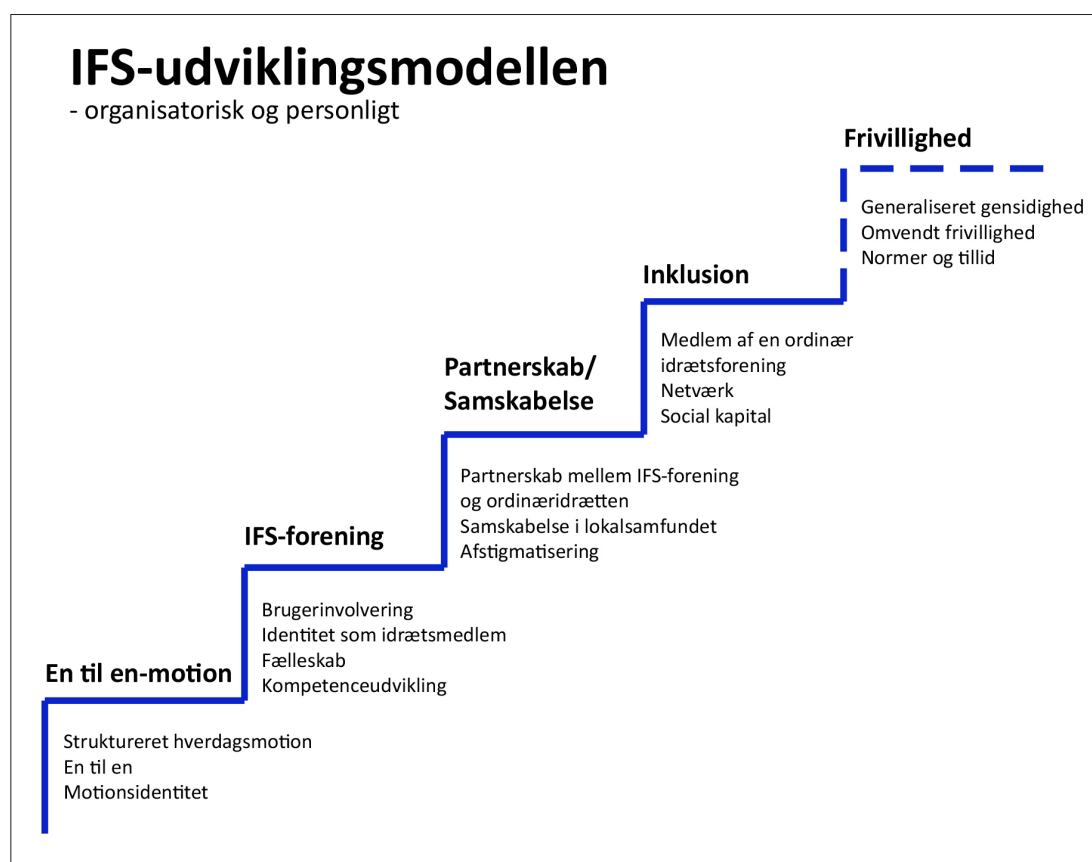 IFS-udviklingsmodellen
- organisatorisk og personligt
Frivillighed
Generaliseret gensidighed
Omvendt frivillighed
Normer og tillid
Inklusion
Medlem af en ordinær
idrætsforening
Netværk
Social kapital
Partnerskab/
Samskabelse
Partnerskab mellem IFS-forening
og ordinæridrætten
Samskabelse i lokalsamfundet
Afstigmatisering
IFS-forening
Brugerinvolvering
Identitet som idrætsmedlem
Fælleskab
Kompetenceudvikling
En til en-motion
Struktureret hverdagsmotion
En til en
Motionsidentitet